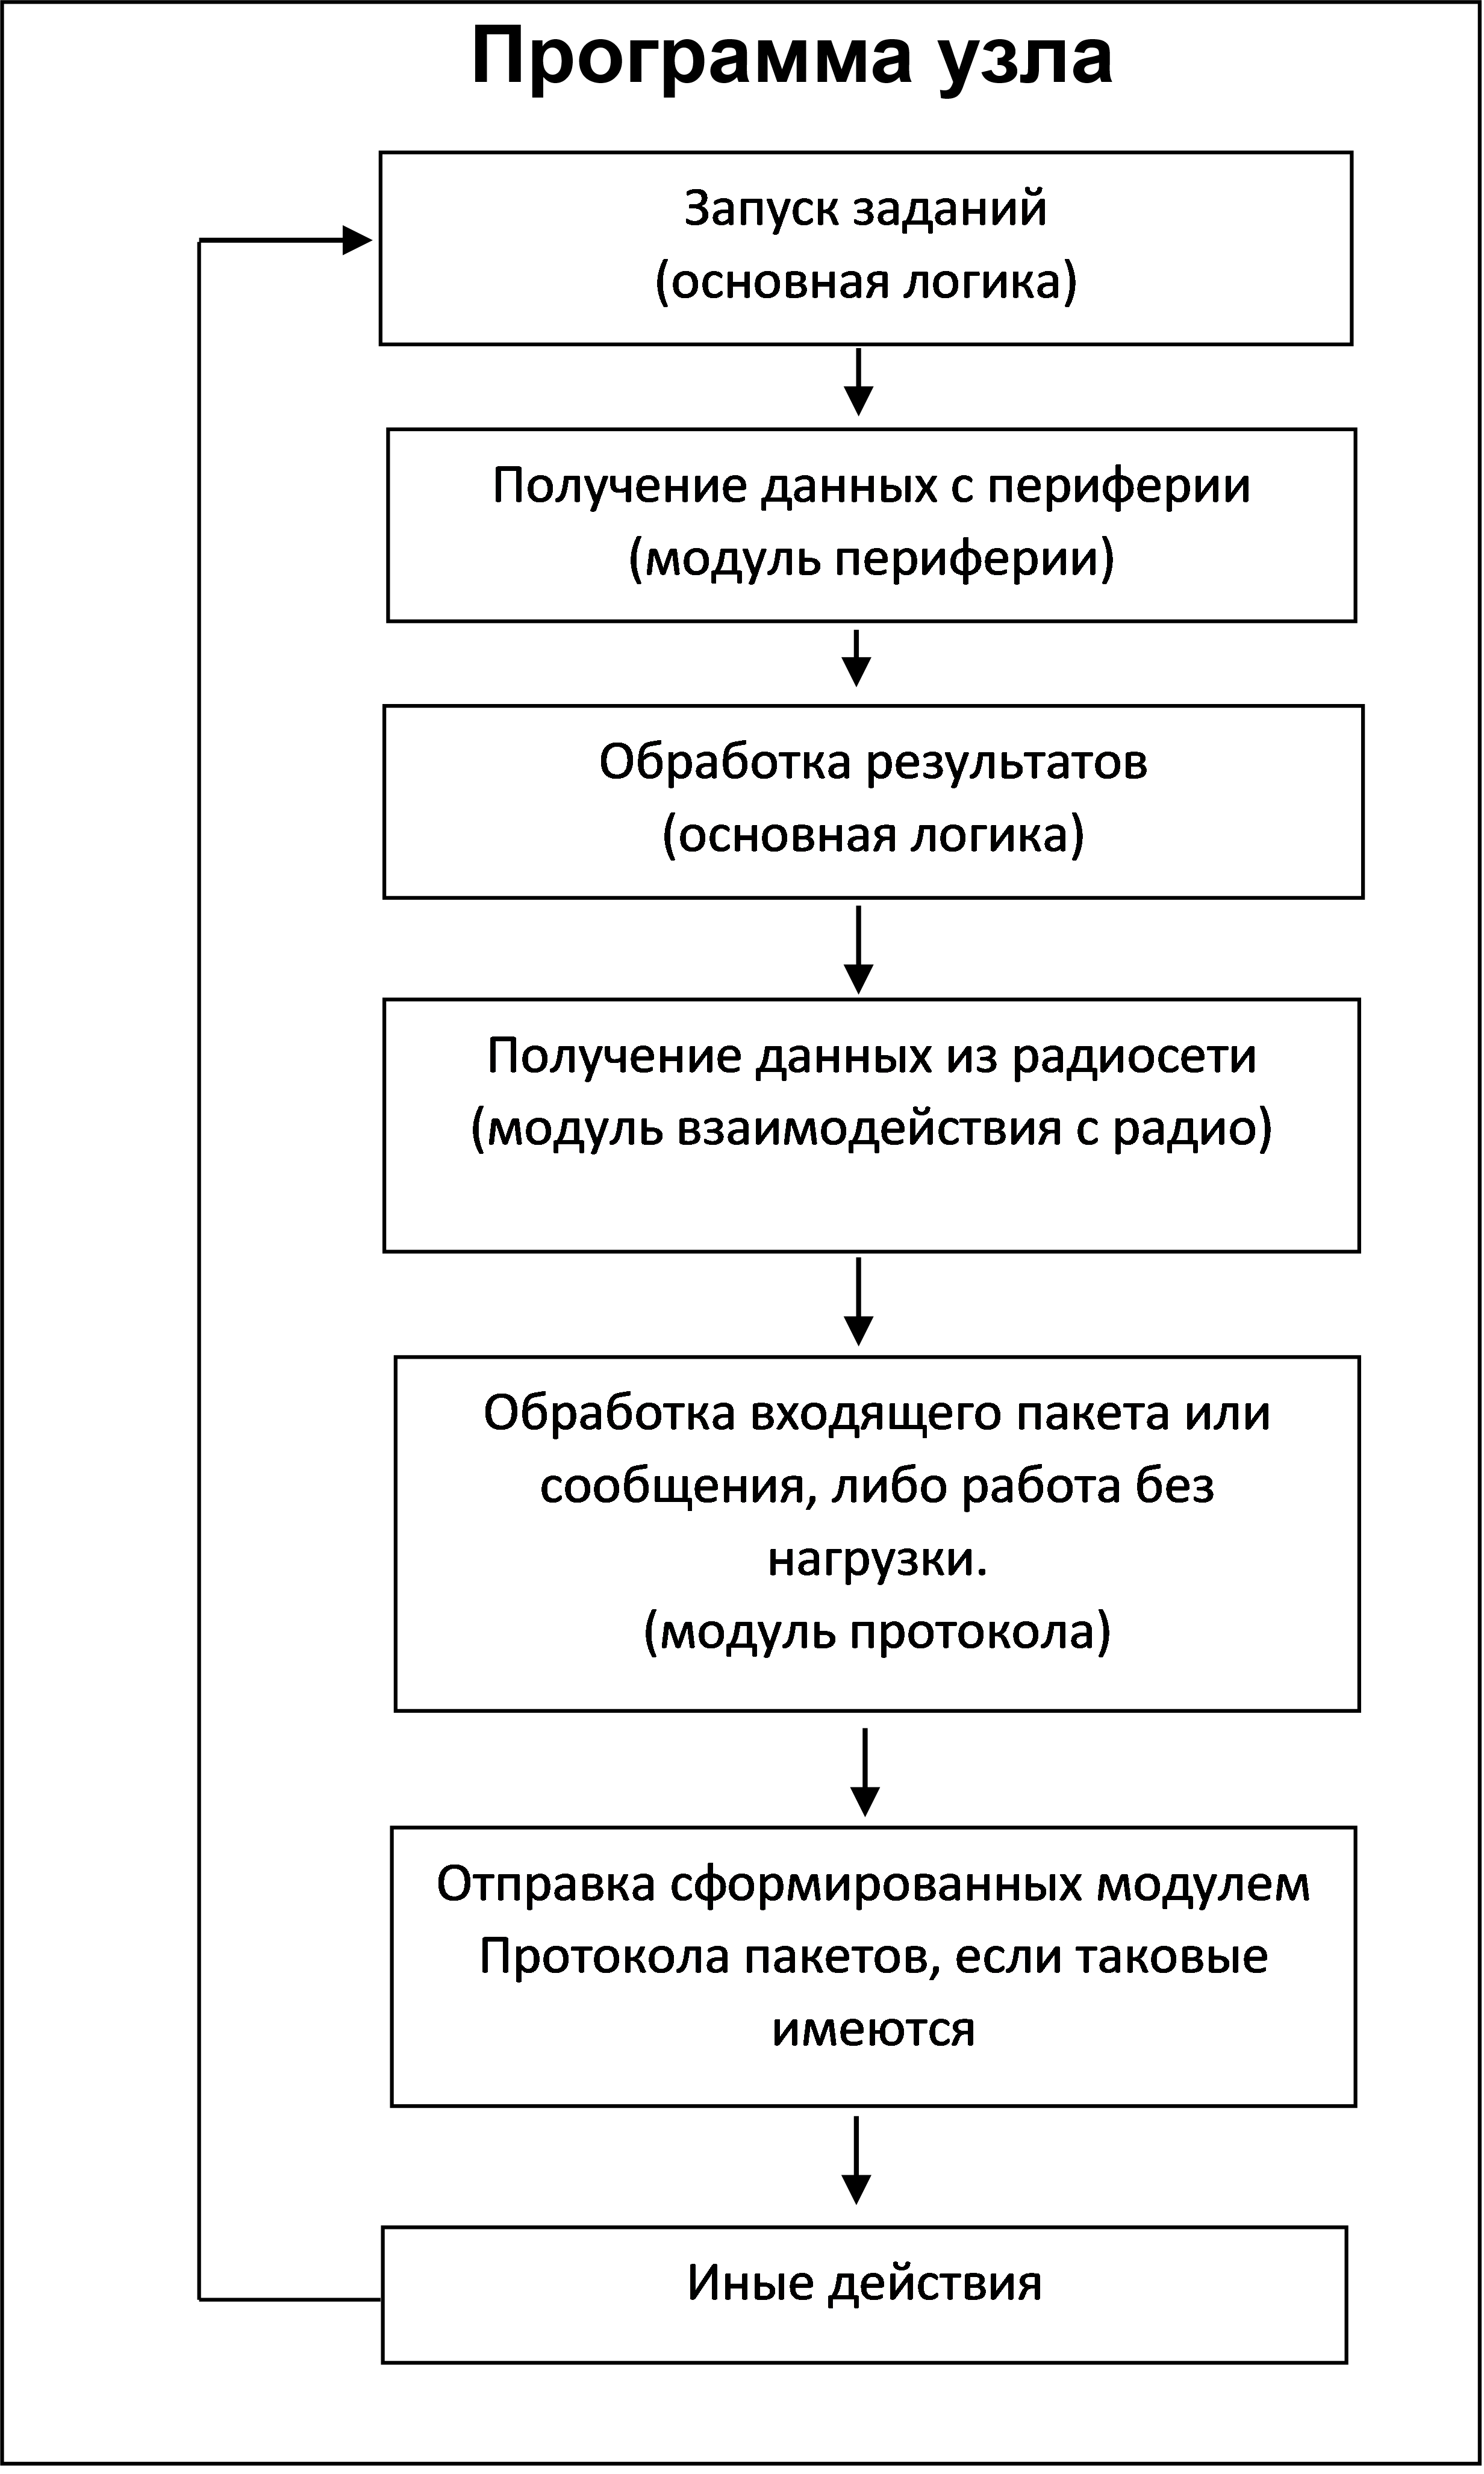 Программа узла
Запуск заданий
(основная логика)
Получение данных с периферии
(модуль периферии)
Обработка результатов
(основная логика)
Получение данных из радиосети
(модуль взаимодействия с радио)
Обработка входящего пакета или
сообщения, либо работа без
нагрузки.
(модуль протокола)
Отправка сформированных модулем
Протокола пакетов, если таковые
имеются
Иные действия